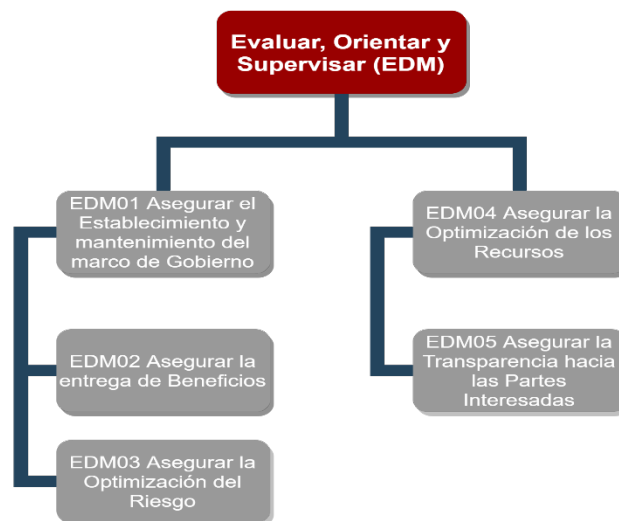 Evaluar, Orientar y
Supervisar (EDM)
EDM01 Asegurar el
Establecimiento y
mantenimiento del
marco de Gobierno
EDM02 Asegurar la
entrega de Beneficios
EDM03 Asegurar la
Optimización del
Riesgo
EDM04 Asegurar la
Optimización de los
Recursos
EDM05 Asegurar la
Transparencia hacia
las Partes
Interesadas